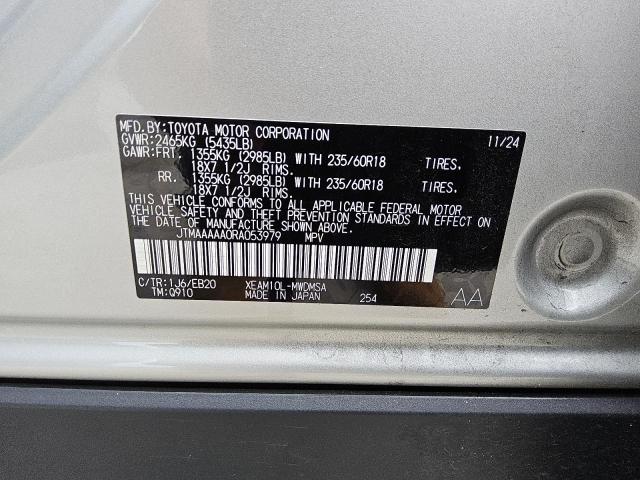 MFD.BY:TOYOTA MOTOR CORPORATION 11/24
GVWR:2465KG (5435LB)
GAWR:FRT. 1355KG (2985LB) WITH 235/60R18 TIRES.
18X7 1/2J RIMS.
RR. 1355KG (2985LB) WITH 235/60R18 TIRES.
18X7 1/2J RIMS.
THIS VEHICLE CONFORMS TO ALL APPLICABLE FEDERAL MOTOR
VEHICLE SAFETY AND THEFT PREVENTION STANDARDS IN EFFECT ON
THE DATE OF MANUFACTURE SHOWN ABOVE.
JTMAAAAA0RA053979 MPV
C/TR:1J6/EB20 XEAM10L-MWDMSA
TM:Q910 MADE IN JAPAN 254 AA